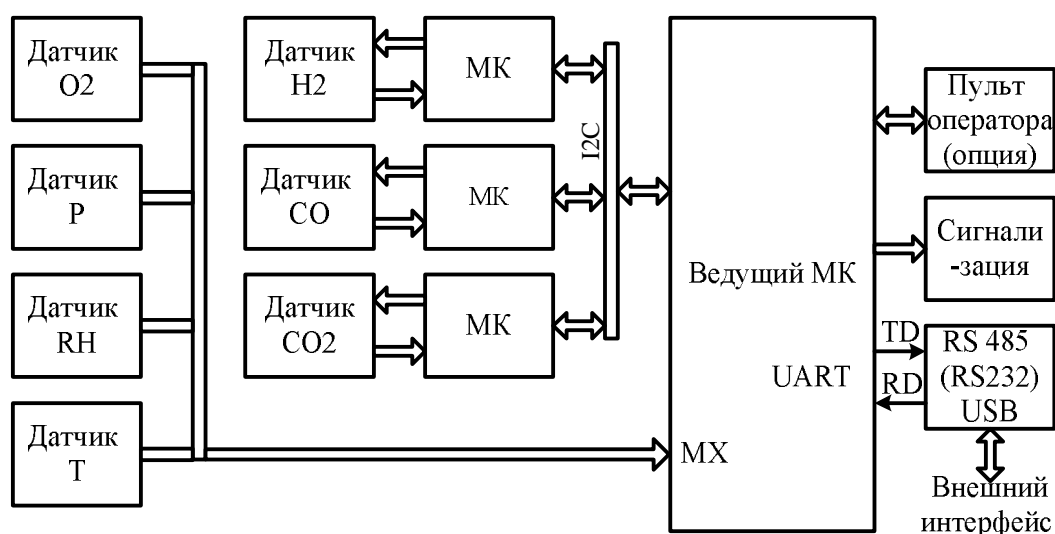 Датчик
O2
Датчик
P
Датчик
RH
Датчик
T
Датчик
H2
МК
Датчик
CO
МК
Датчик
CO2
МК
I2C
Ведущий МК
UART
MX
TD
RD
Пульт
оператора
(опция)
Сигнали
-зация
RS 485
(RS232)
USB
Внешний
интерфейс